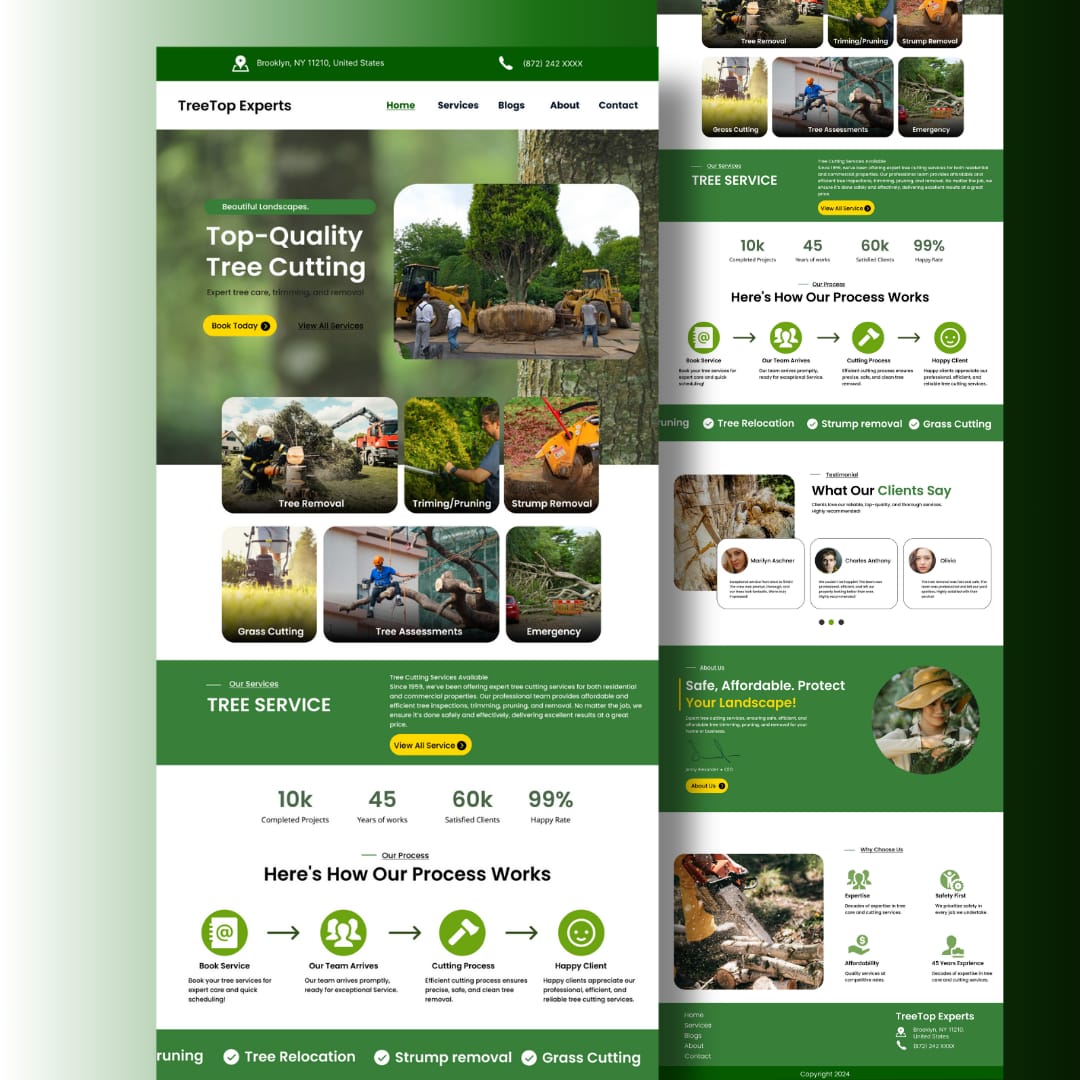 Brooklyn, NY 11210, United States
(872) 242 XXXX
TreeTop Experts
Home
Services
Blogs
About
Contact
Beautiful Landscapes.
Top-Quality
Tree Cutting
Expert tree care, trimming, and removal
Book Today
View All Services
Tree Removal
Triming/Pruning
Strump Removal
Grass Cutting
Tree Assessments
Emergency
Our Services
TREE SERVICE
Tree Cutting Services Available
Since 1959, we've been offering expert tree cutting services for both residential
and commercial properties. Our professional team provides affordable and
efficient tree inspections, trimming, pruning, and removal. No matter the job, we
ensure it's done safely and effectively, delivering excellent results at a great
price.
View All Service
10k
45
60k
99%
Completed Projects
Years of works
Satisfied Clients
Happy Rate
Our Process
Here's How Our Process Works
Book Service
Book your tree services for
expert care and quick
scheduling!
Our Team Arrives
Our team arrives promptly,
ready for exceptional Service.
Cutting Process
Efficient cutting process ensures
precise, safe, and clean tree
removal.
Happy Client
Happy clients appreciate our
professional, efficient, and
reliable tree cutting services.
runing
Tree Relocation
Strump removal
Grass Cutting
Tree Removal
Triming/Pruning
Strump Removal
Grass Cutting
Tree Assessments
Emergency
Our Services
TREE SERVICE
Tree Cutting Services Available
Since 1959, we've been offering expert tree cutting services for both residential
and commercial properties. Our professional team provides affordable and
efficient tree inspections, trimming, pruning, and removal. No matter the job, we
ensure it's done safely and effectively, delivering excellent results at a great
price.
View All Service
10k
45
60k
99%
Completed Projects
Years of works
Satisfied Clients
Happy Rate
Our Process
Here's How Our Process Works
Book Service
Book your tree services for
expert care and quick
scheduling!
Our Team Arrives
Our team arrives promptly,
ready for exceptional Service.
Cutting Process
Efficient cutting process ensures
precise, safe, and clean tree
removal.
Happy Client
Happy clients appreciate our
professional, efficient, and
reliable tree cutting services.
runing
Tree Relocation
Strump removal
Grass Cutting
Testimonial
What Our Clients Say
Clients love our reliable, top-quality, and thorough services.
Highly recommended!
Marilyn Aschner
Charles Anthony
Olivia
About Us
Safe, Affordable. Protect
Your Landscape!
Expert tree cutting services, ensuring safe, efficient, and
affordable tree trimming, pruning, and removal for your
home or business.
About Us
Why Choose Us
Expertise
Decades of expertise in tree
care and cutting services
Safety First
We prioritize safety in
every job we undertake.
Affordability
Quality services at
competitive rates.
45 Years Exprience
Decades of expertise in tree
care and cutting services.
Home
Services
Blogs
About
Contact
TreeTop Experts
Brooklyn, NY 11210,
United States
(872) 242 XXXX
Copyright 2024